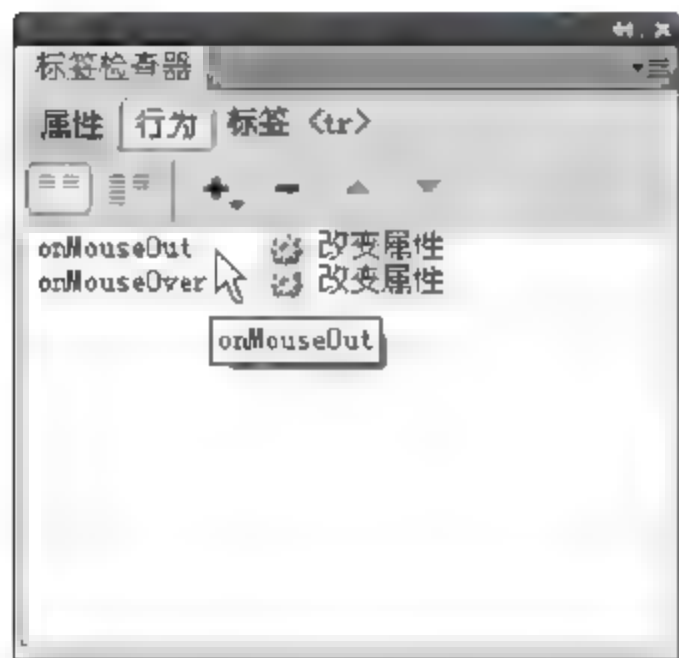 标签检查器
属性 行为 标签 <tr>
onMouseOut 改变属性
onMouseOver 改变属性
onMouseOut